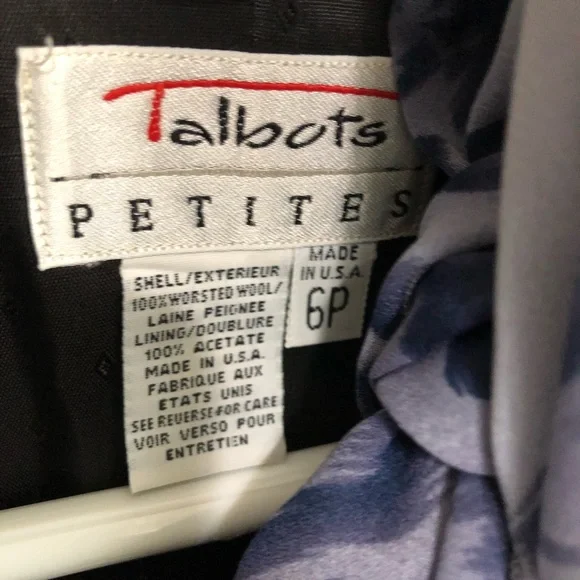 Talbots
PETITES
MADE
IN U.S.A.
6P
SHELL/EXTERIEUR
100% WORSTED WOOL/
LAINE PEIGNEE
LINING/DOUBLURE
100% ACETATE
MADE IN U.S.A.
FABRIQUE AUX
ETATS UNIS
SEE REVERSE FOR CARE
VOIR VERSO POUR
ENTRETIEN